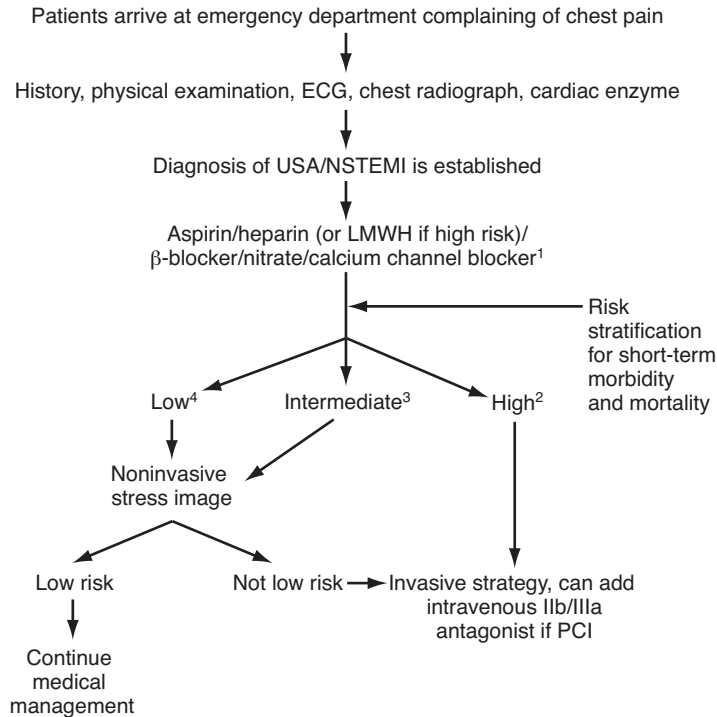 Patients arrive at emergency department complaining of chest pain
History, physical examination, ECG, chest radiograph, cardiac enzyme
Diagnosis of USA/NSTEMI is established
Aspirin/heparin (or LMWH if high risk)/
β-blocker/nitrate/calcium channel blocker¹
Risk
stratification
for short-term
morbidity
and mortality
Low⁴
Intermediate³
High²
Noninvasive
stress image
Low risk
Not low risk
Invasive strategy, can add
intravenous IIb/IIIa
antagonist if PCI
Continue
medical
management